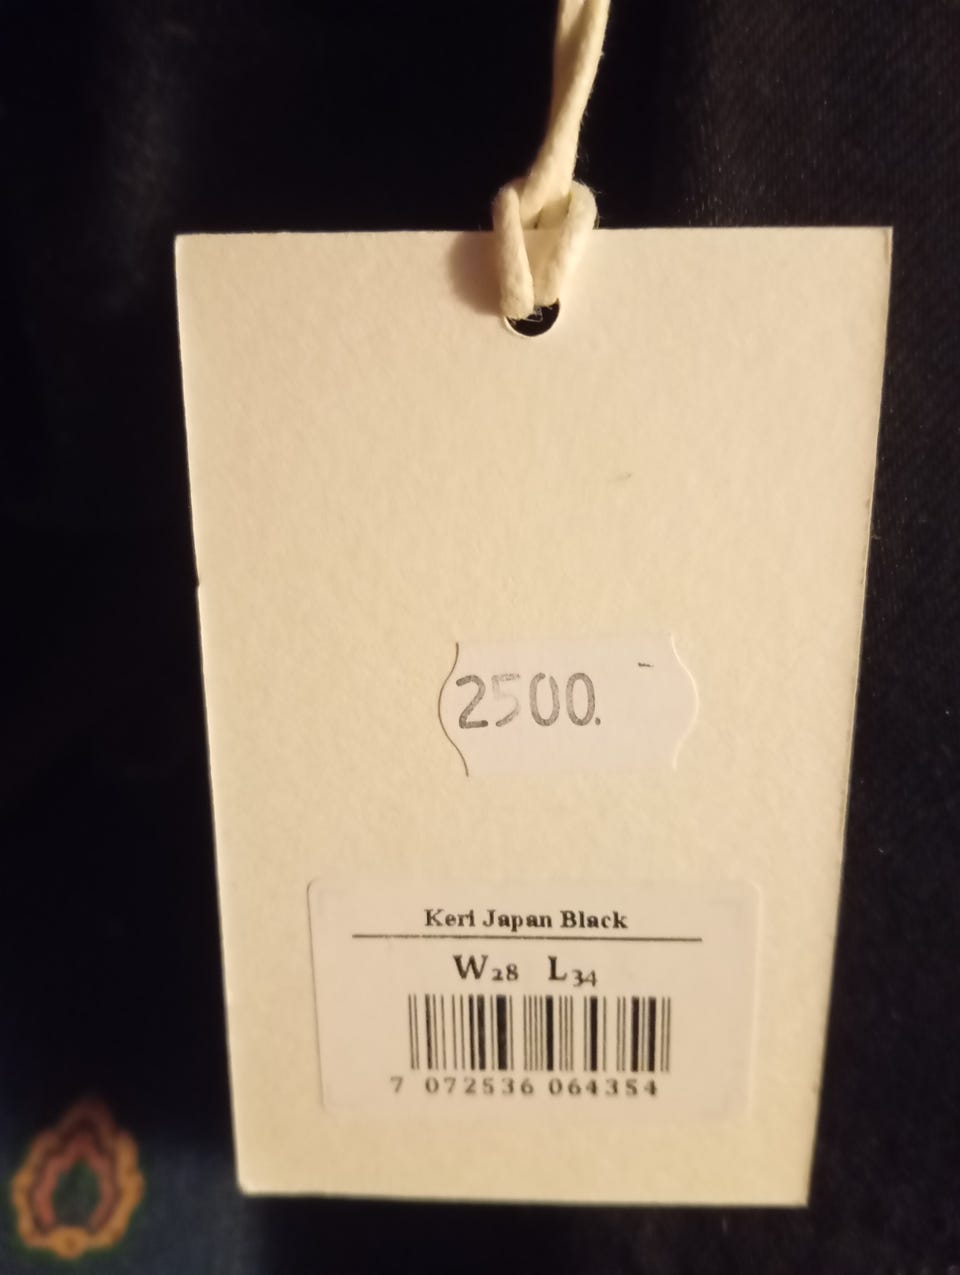 2500.
Keri Japan Black
W28 L34
7 072536 064354